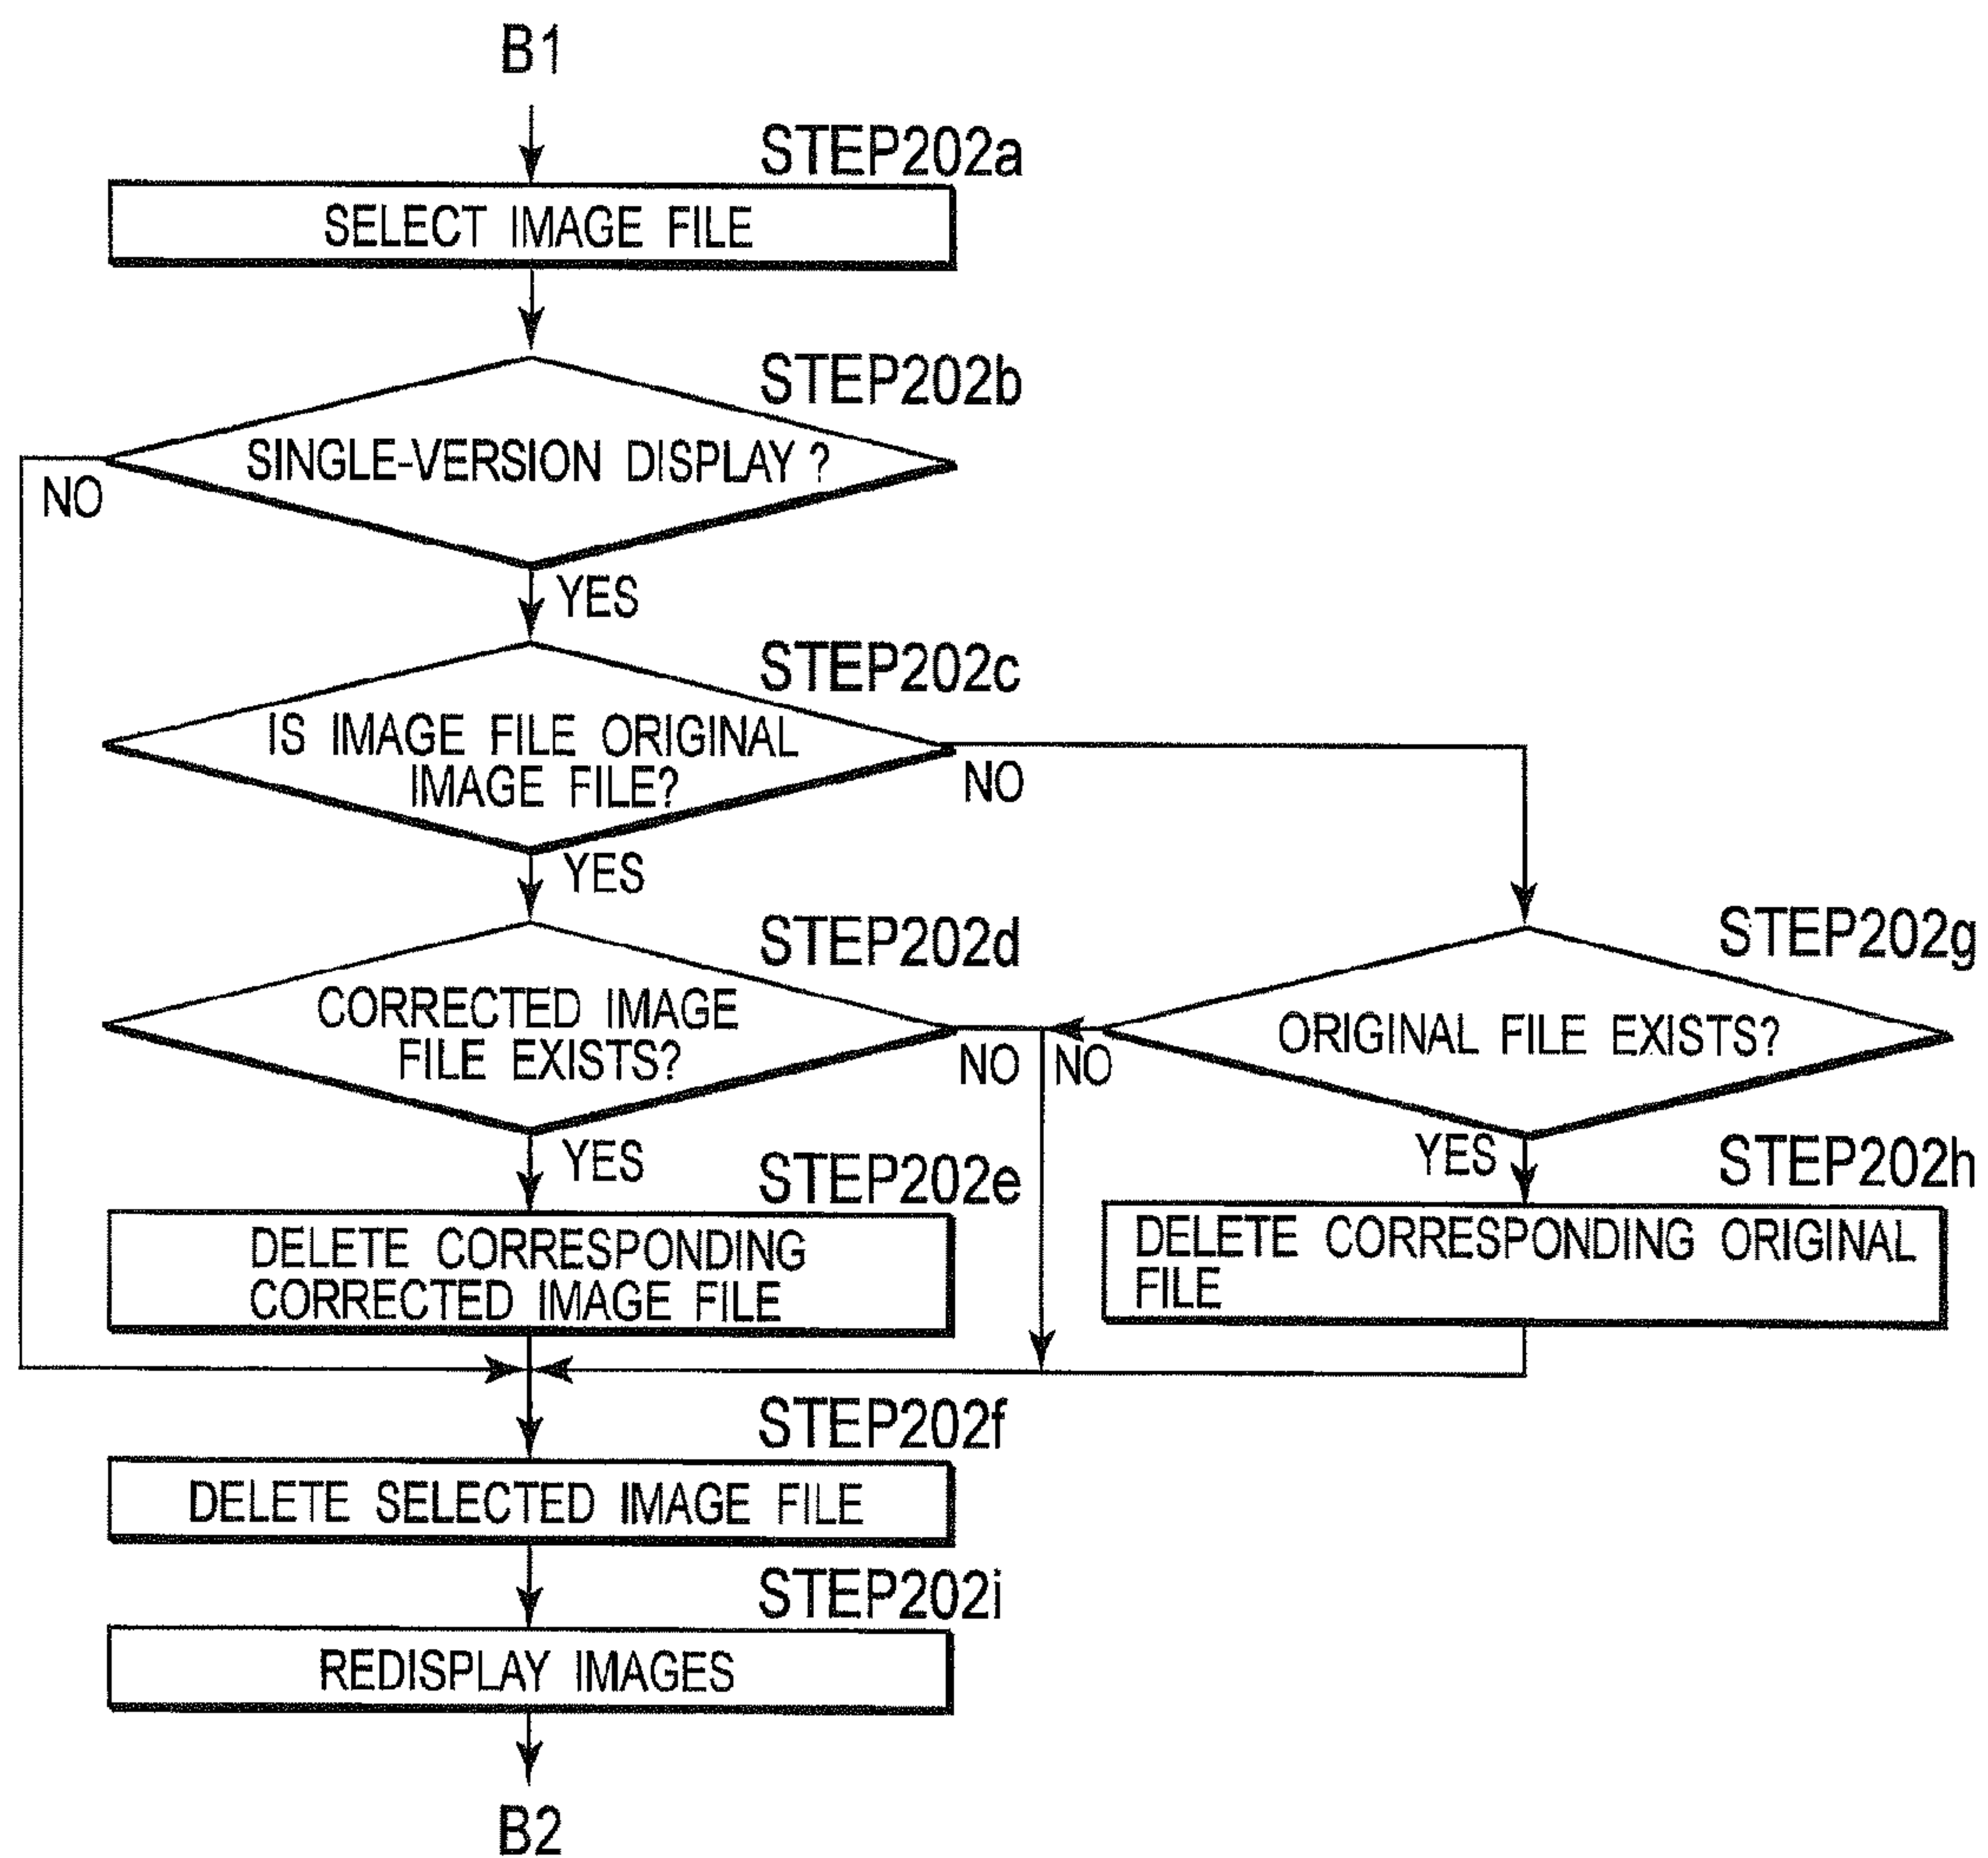 B1
STEP202a
SELECT IMAGE FILE
STEP202b
SINGLE-VERSION DISPLAY ?
NO
YES
STEP202c
IS IMAGE FILE ORIGINAL
IMAGE FILE?
NO
YES
STEP202d
CORRECTED IMAGE
FILE EXISTS?
NO
YES
STEP202g
ORIGINAL FILE EXISTS?
NO
YES
STEP202e
DELETE CORRESPONDING
CORRECTED IMAGE FILE
STEP202h
DELETE CORRESPONDING ORIGINAL
FILE
STEP202f
DELETE SELECTED IMAGE FILE
STEP202i
REDISPLAY IMAGES
B2